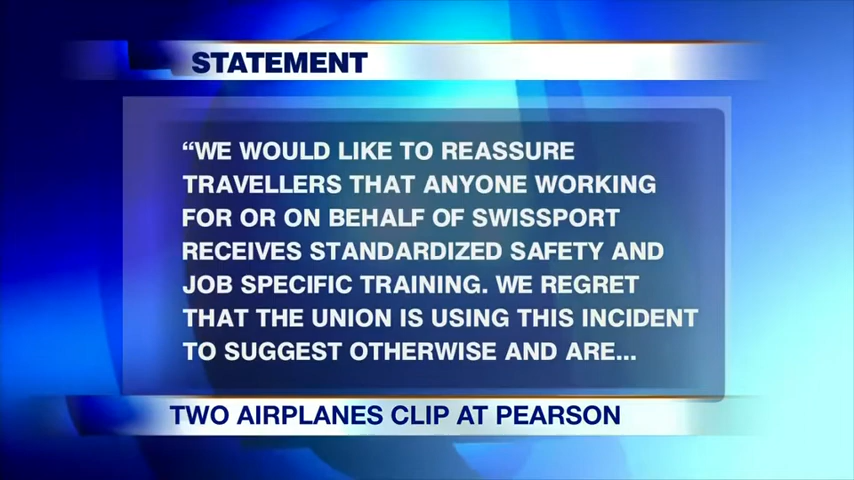 STATEMENT
“WE WOULD LIKE TO REASSURE
TRAVELLERS THAT ANYONE WORKING
FOR OR ON BEHALF OF SWISSPORT
RECEIVES STANDARDIZED SAFETY AND
JOB SPECIFIC TRAINING. WE REGRET
THAT THE UNION IS USING THIS INCIDENT
TO SUGGEST OTHERWISE AND ARE...
TWO AIRPLANES CLIP AT PEARSON